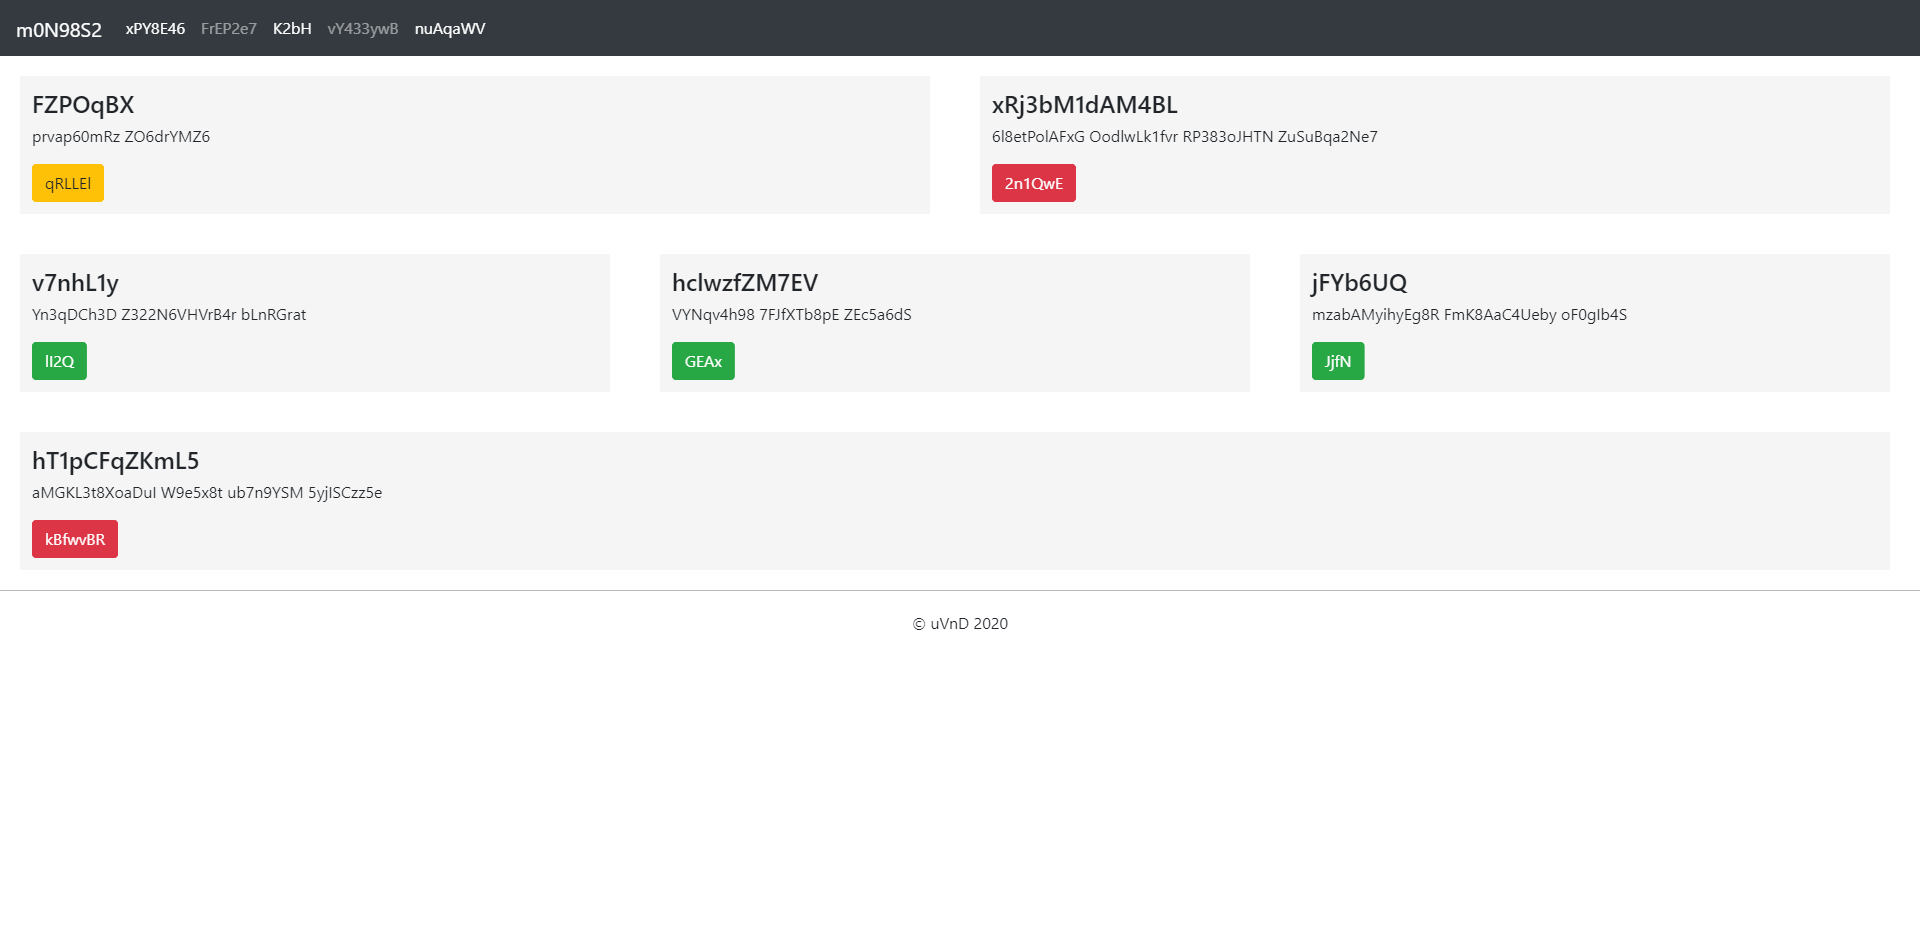 m0N98S2 xPY8E46 FrEP2e7 K2bH vY433ywB nuAqaWV
FZPOqBX
prvap60mRz ZO6drYMZ6
qRLLEl
xRj3bM1dAM4BL
6l8etPolAFxG OodlwLk1fvr RP383oJHTN ZuSuBqa2Ne7
2n1QwE
v7nhL1y
Yn3qDCh3D Z322N6VHVrB4r bLnRGrat
lI2Q
hclwzfZM7EV
VYNqv4h98 7FJfXTb8pE ZEc5a6dS
GEAx
jFYb6UQ
mzabAMyihyEg8R FmK8AaC4Ueby oF0gIb4S
JjfN
hT1pCFqZKmL5
aMGKL3t8XoaDuI W9e5x8t ub7n9YSM 5yjISCzz5e
kBfwvBR
© uVnD 2020